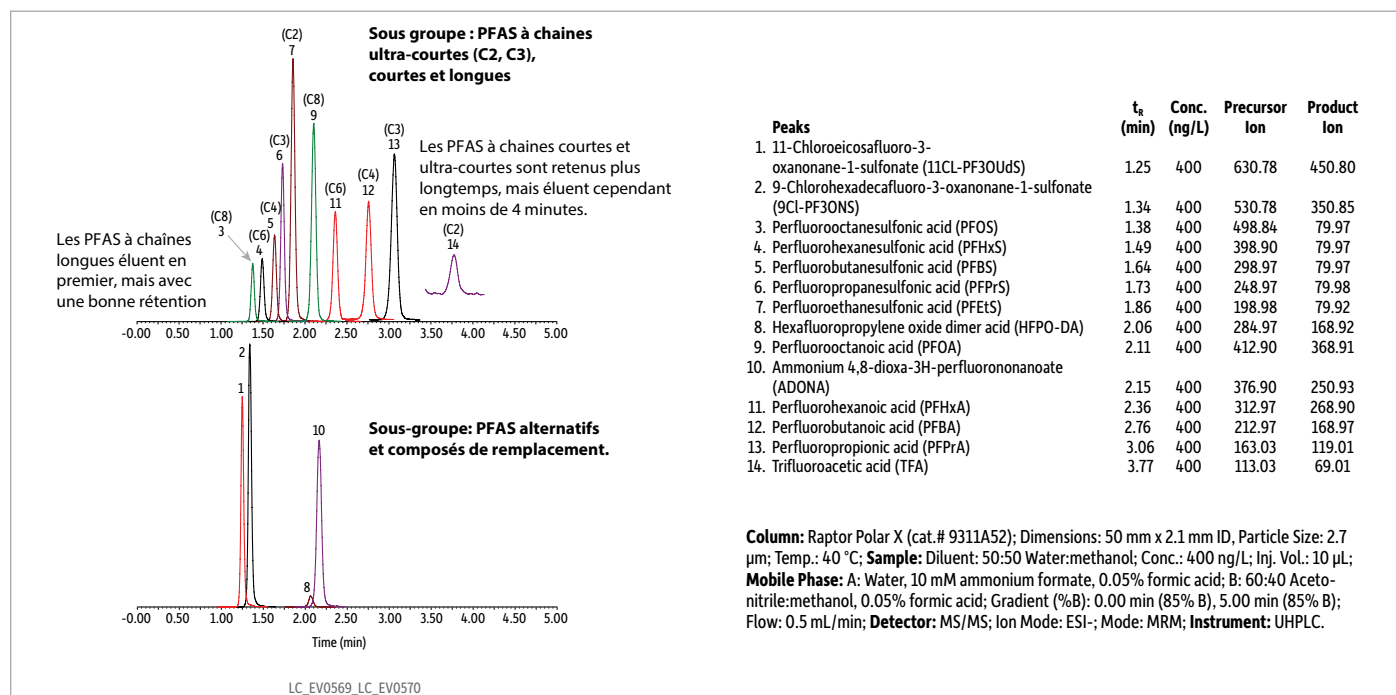 Sous groupe : PFAS à chaines
ultra-courtes (C2, C3),
courtes et longues
(C2)
7
(C8)
9
(C3)
6
(C3)
13
Les PFAS à chaines courtes et
ultra-courtes sont retenus plus
longtemps, mais éluent cependant
en moins de 4 minutes.
(C6)
11
(C4)
12
(C8)
3
(C4)
5
(C6)
4
(C2)
14
Les PFAS à chaînes
longues éluent en
premier, mais avec
une bonne rétention
-0.00 0.50 1.00 1.50 2.00 2.50 3.00 3.50 4.00 4.50 5.00
2
1
10
8
Sous-groupe: PFAS alternatifs
et composés de remplacement.
-0.00 0.50 1.00 1.50 2.00 2.50 3.00 3.50 4.00 4.50 5.00
Time (min)
LC_EV0569_LC_EV0570
tR Conc. Precursor Product
Peaks (min) (ng/L) Ion Ion
1. 11-Chloroeicosafluoro-3-
oxanonane-1-sulfonate (11CL-PF3OUdS) 1.25 400 630.78 450.80
2. 9-Chlorohexadecafluoro-3-oxanonane-1-sulfonate
(9Cl-PF3ONS) 1.34 400 530.78 350.85
3. Perfluorooctanesulfonic acid (PFOS) 1.38 400 498.84 79.97
4. Perfluorohexanesulfonic acid (PFHxS) 1.49 400 398.90 79.97
5. Perfluorobutanesulfonic acid (PFBS) 1.64 400 298.97 79.97
6. Perfluoropropanesulfonic acid (PFPrS) 1.73 400 248.97 79.98
7. Perfluoroethanesulfonic acid (PFEtS) 1.86 400 198.98 79.92
8. Hexafluoropropylene oxide dimer acid (HFPO-DA) 2.06 400 284.97 168.92
9. Perfluorooctanoic acid (PFOA) 2.11 400 412.90 368.91
10. Ammonium 4,8-dioxa-3H-perfluorononanoate
(ADONA) 2.15 400 376.90 250.93
11. Perfluorohexanoic acid (PFHxA) 2.36 400 312.97 268.90
12. Perfluorobutanoic acid (PFBA) 2.76 400 212.97 168.97
13. Perfluoropropionic acid (PFPrA) 3.06 400 163.03 119.01
14. Trifluoroacetic acid (TFA) 3.77 400 113.03 69.01
Column: Raptor Polar X (cat.# 9311A52); Dimensions: 50 mm x 2.1 mm ID, Particle Size: 2.7
µm; Temp.: 40 °C; Sample: Diluent: 50:50 Water:methanol; Conc.: 400 ng/L; Inj. Vol.: 10 µL;
Mobile Phase: A: Water, 10 mM ammonium formate, 0.05% formic acid; B: 60:40 Aceto-
nitrile:methanol, 0.05% formic acid; Gradient (%B): 0.00 min (85% B), 5.00 min (85% B);
Flow: 0.5 mL/min; Detector: MS/MS; Ion Mode: ESI-; Mode: MRM; Instrument: UHPLC.